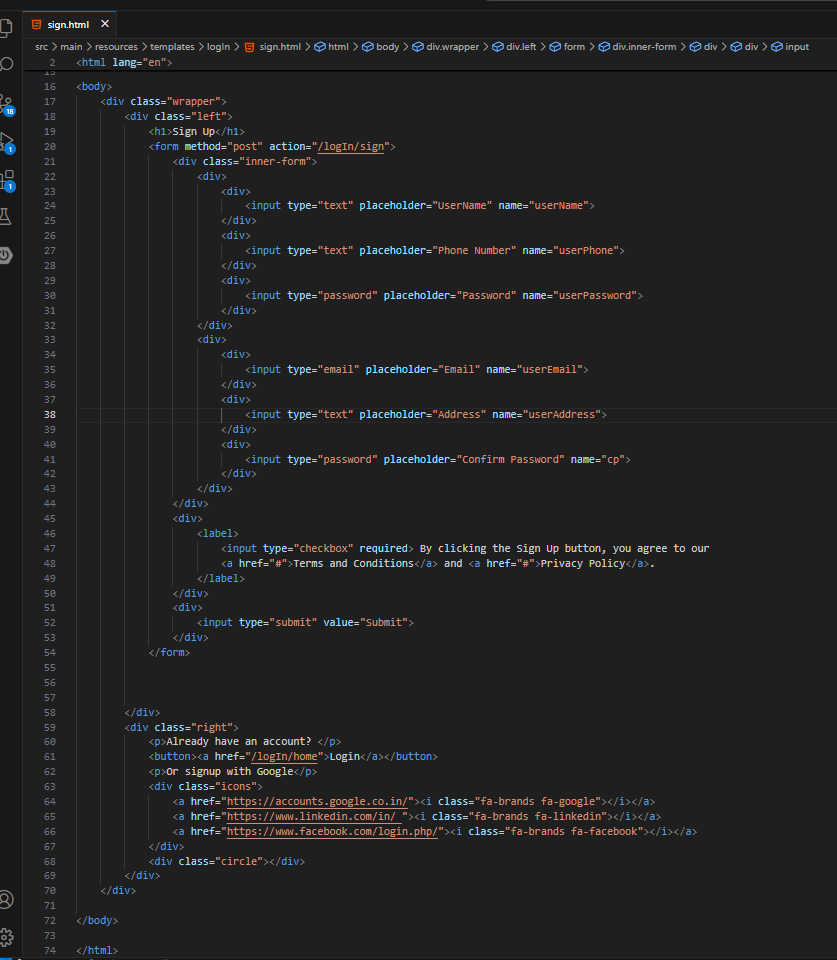 sign.html ×
src > main > resources > templates > logIn > sign.html > html > body > div.wrapper > div.left > form > div.inner-form > div > div > input
2 <html lang="en">
15
16 <body>
17 <div class="wrapper">
18 <div class="left">
19 <h1>Sign Up</h1>
20 <form method="post" action="/logIn/sign">
21 <div class="inner-form">
22 <div>
23 <div>
24 <input type="text" placeholder="UserName" name="userName">
25 </div>
26 <div>
27 <input type="text" placeholder="Phone Number" name="userPhone">
28 </div>
29 <div>
30 <input type="password" placeholder="Password" name="userPassword">
31 </div>
32 </div>
33 <div>
34 <div>
35 <input type="email" placeholder="Email" name="userEmail">
36 </div>
37 <div>
38 <input type="text" placeholder="Address" name="userAddress">
39 </div>
40 <div>
41 <input type="password" placeholder="Confirm Password" name="cp">
42 </div>
43 </div>
44 </div>
45 <div>
46 <label>
47 <input type="checkbox" required> By clicking the Sign Up button, you agree to our
48 <a href="#">Terms and Conditions</a> and <a href="#">Privacy Policy</a>.
49 </label>
50 </div>
51 <div>
52 <input type="submit" value="Submit">
53 </div>
54 </form>
55
56
57
58 </div>
59 <div class="right">
60 <p>Already have an account? </p>
61 <button><a href="/logIn/home">Login</a></button>
62 <p>Or signup with Google</p>
63 <div class="icons">
64 <a href="https://accounts.google.co.in/"><i class="fa-brands fa-google"></i></a>
65 <a href="https://www.linkedin.com/in/ "><i class="fa-brands fa-linkedin"></i></a>
66 <a href="https://www.facebook.com/login.php/"><i class="fa-brands fa-facebook"></i></a>
67 </div>
68 <div class="circle"></div>
69 </div>
70 </div>
71
72 </body>
73
74 </html>
18
1
1